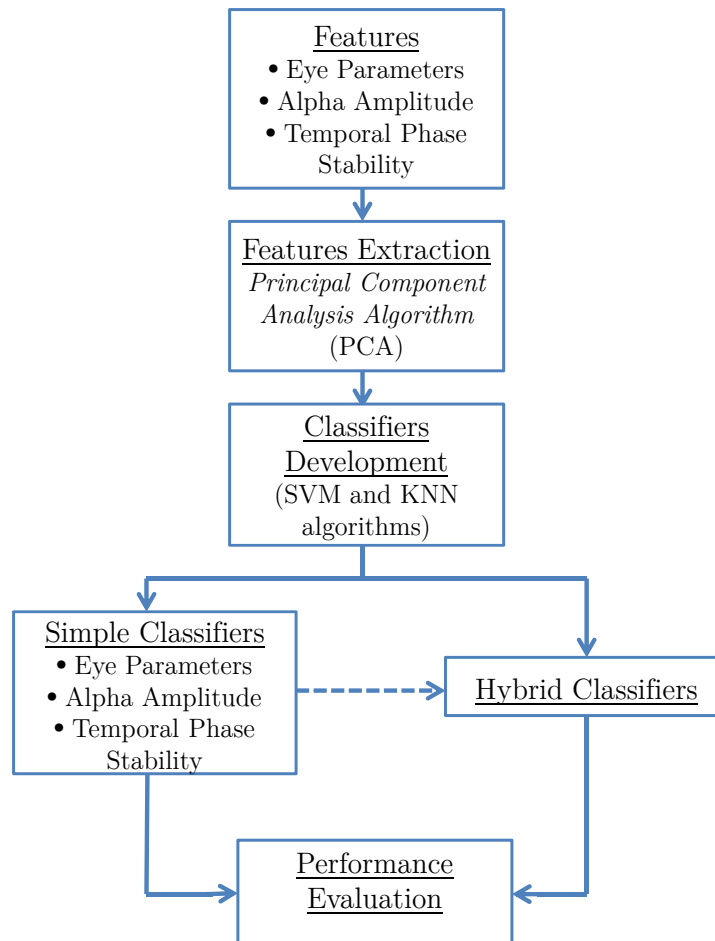 Features
• Eye Parameters
• Alpha Amplitude
• Temporal Phase
Stability
Features Extraction
Principal Component
Analysis Algorithm
(PCA)
Classifiers
Development
(SVM and KNN
algorithms)
Simple Classifiers
• Eye Parameters
• Alpha Amplitude
• Temporal Phase
Stability
Hybrid Classifiers
Performance
Evaluation